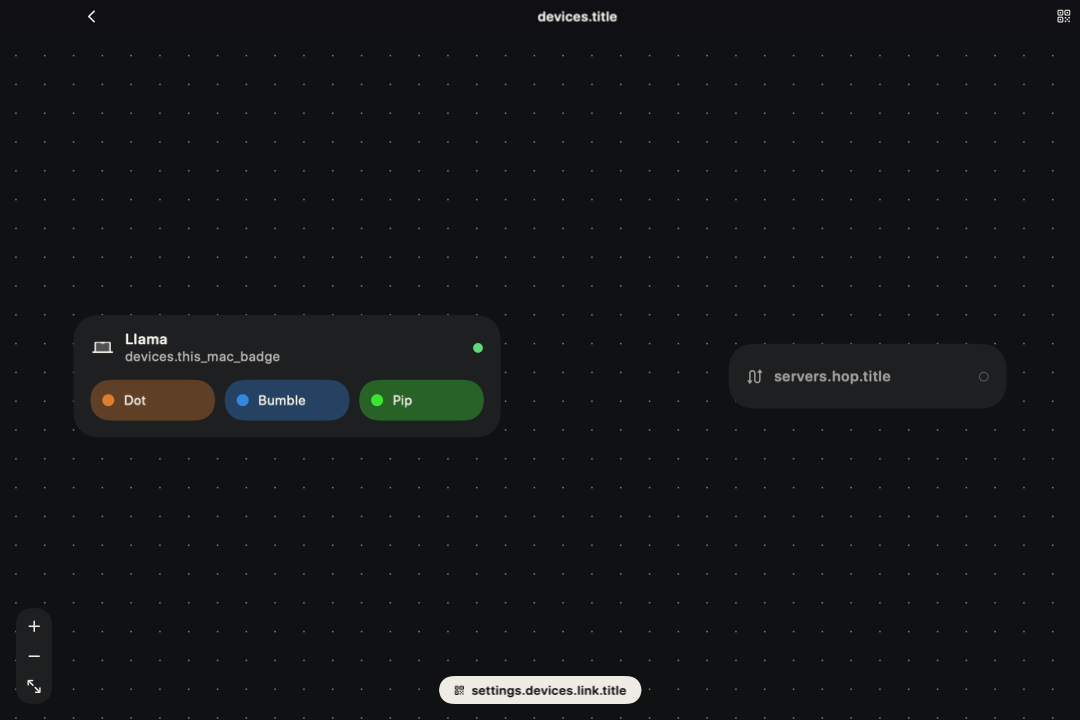 devices.title
Llama
devices.this_mac_badge
Dot
Bumble
Pip
servers.hop.title
settings.devices.link.title